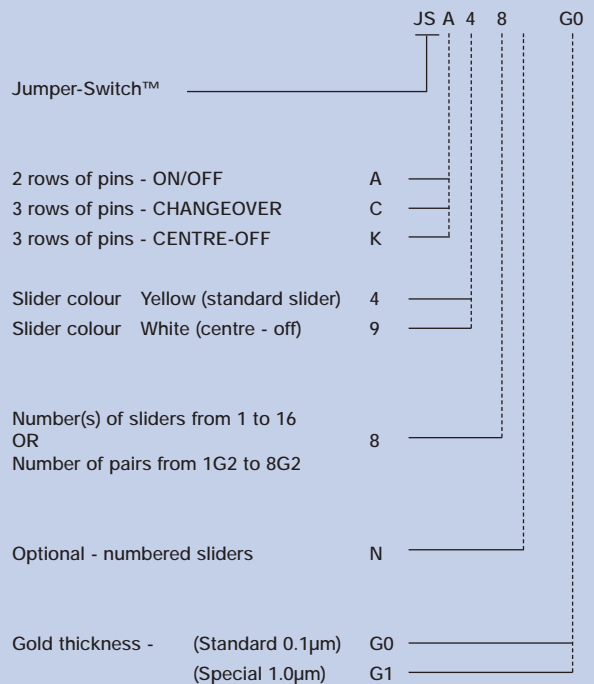 JS A 4 8 G0
Jumper-Switch™
2 rows of pins - ON/OFF A
3 rows of pins - CHANGEOVER C
3 rows of pins - CENTRE-OFF K
Slider colour Yellow (standard slider) 4
Slider colour White (centre - off) 9
Number(s) of sliders from 1 to 16
OR 8
Number of pairs from 1G2 to 8G2
Optional - numbered sliders N
Gold thickness - (Standard 0.1µm) G0
(Special 1.0µm) G1